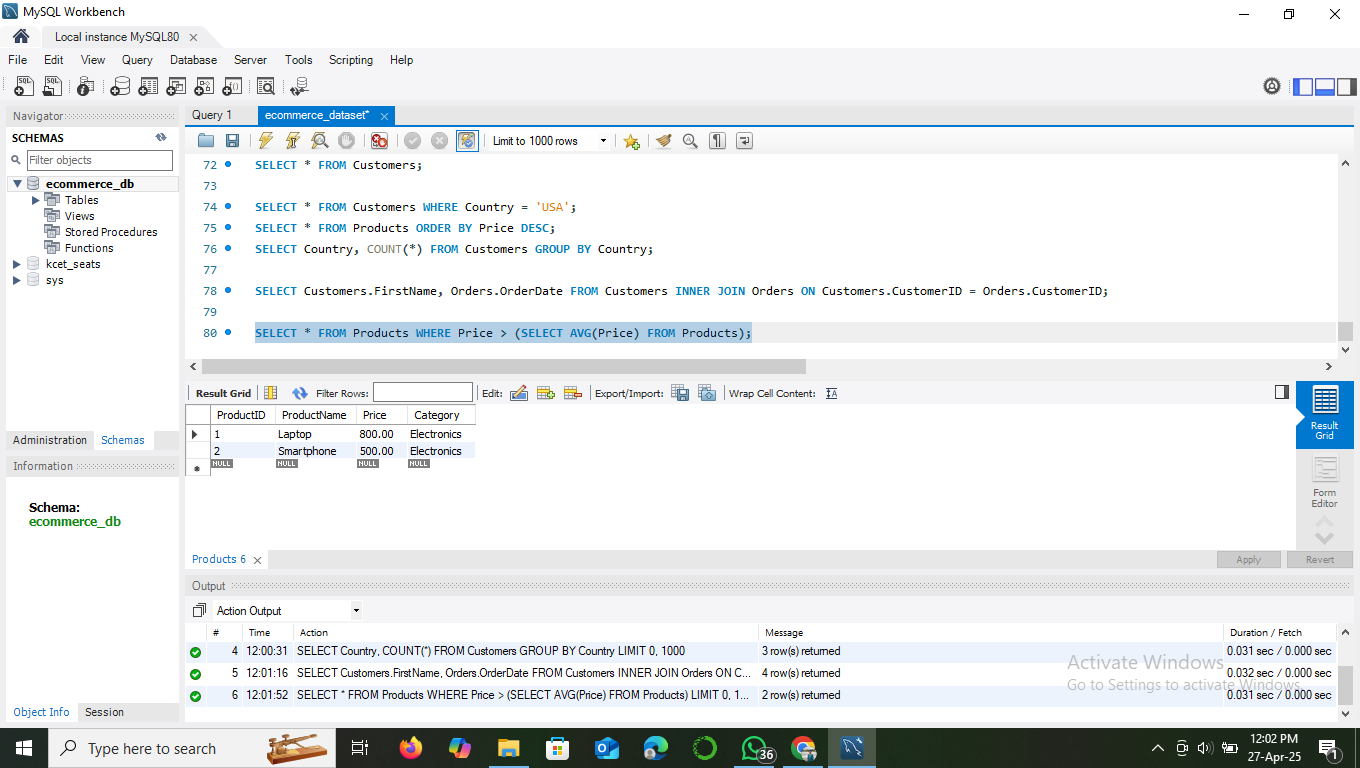 MySQL Workbench
Local instance MySQL80
File Edit View Query Database Server Tools Scripting Help
Navigator
SCHEMAS
Filter objects
ecommerce_db
Tables
Views
Stored Procedures
Functions
kcet_seats
sys
Administration Schemas
Information
Schema:
ecommerce_db
Object Info Session
Query 1 ecommerce_dataset*
Limit to 1000 rows
72 SELECT * FROM Customers;
73
74 SELECT * FROM Customers WHERE Country = 'USA';
75 SELECT * FROM Products ORDER BY Price DESC;
76 SELECT Country, COUNT(*) FROM Customers GROUP BY Country;
77
78 SELECT Customers.FirstName, Orders.OrderDate FROM Customers INNER JOIN Orders ON Customers.CustomerID = Orders.CustomerID;
79
80 SELECT * FROM Products WHERE Price > (SELECT AVG(Price) FROM Products);
Result Grid Filter Rows: Edit: Export/Import: Wrap Cell Content:
ProductID ProductName Price Category
1 Laptop 800.00 Electronics
2 Smartphone 500.00 Electronics
NULL NULL NULL NULL
Result
Grid
Form
Editor
Products 6 Apply Revert
Output
Action Output
# Time Action Message Duration / Fetch
4 12:00:31 SELECT Country, COUNT(*) FROM Customers GROUP BY Country LIMIT 0, 1000 3 row(s) returned 0.031 sec / 0.000 sec
5 12:01:16 SELECT Customers.FirstName, Orders.OrderDate FROM Customers INNER JOIN Orders ON C... 4 row(s) returned 0.032 sec / 0.000 sec
6 12:01:52 SELECT * FROM Products WHERE Price > (SELECT AVG(Price) FROM Products) LIMIT 0, 1... 2 row(s) returned 0.031 sec / 0.000 sec
Activate Windows
Go to Settings to activate Windows.
Type here to search
36
12:02 PM
27-Apr-25
1